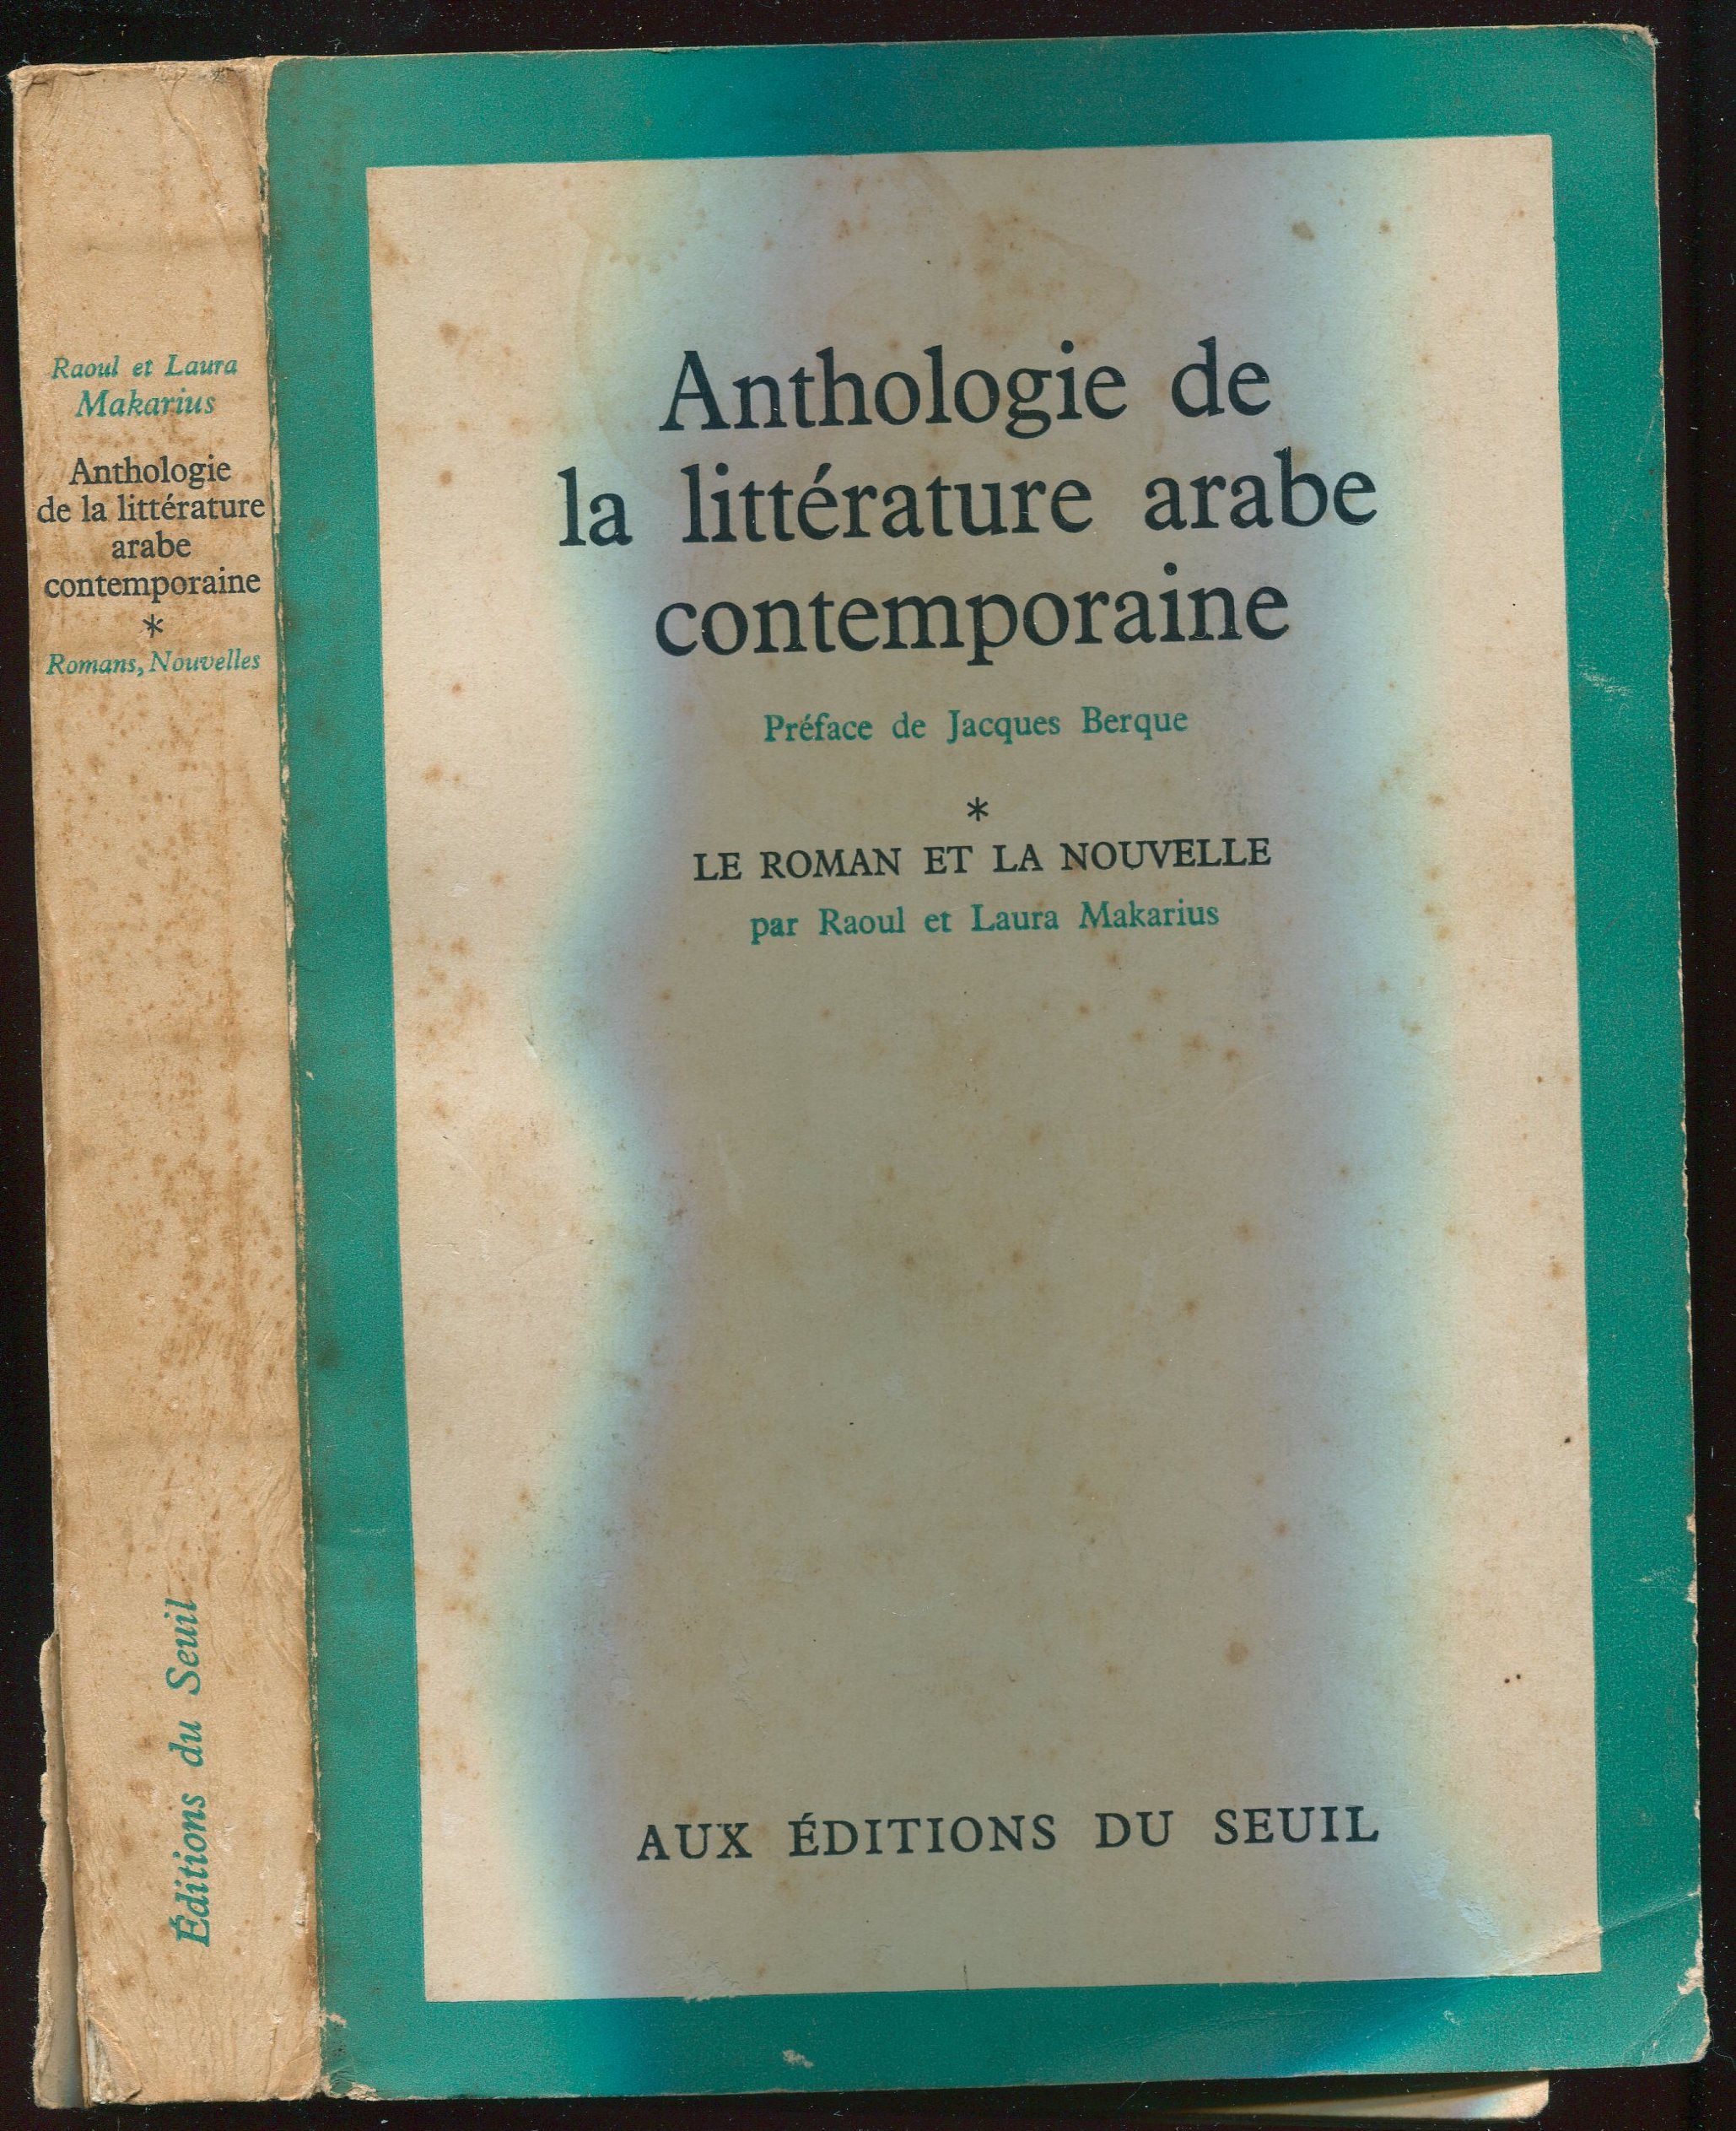 Raoul et Laura
Makarius
Anthologie
de la littérature
arabe
contemporaine
*
Romans, Nouvelles
Éditions du Seuil
Anthologie de
la littérature arabe
contemporaine
Préface de Jacques Berque
*
LE ROMAN ET LA NOUVELLE
par Raoul et Laura Makarius
AUX ÉDITIONS DU SEUIL